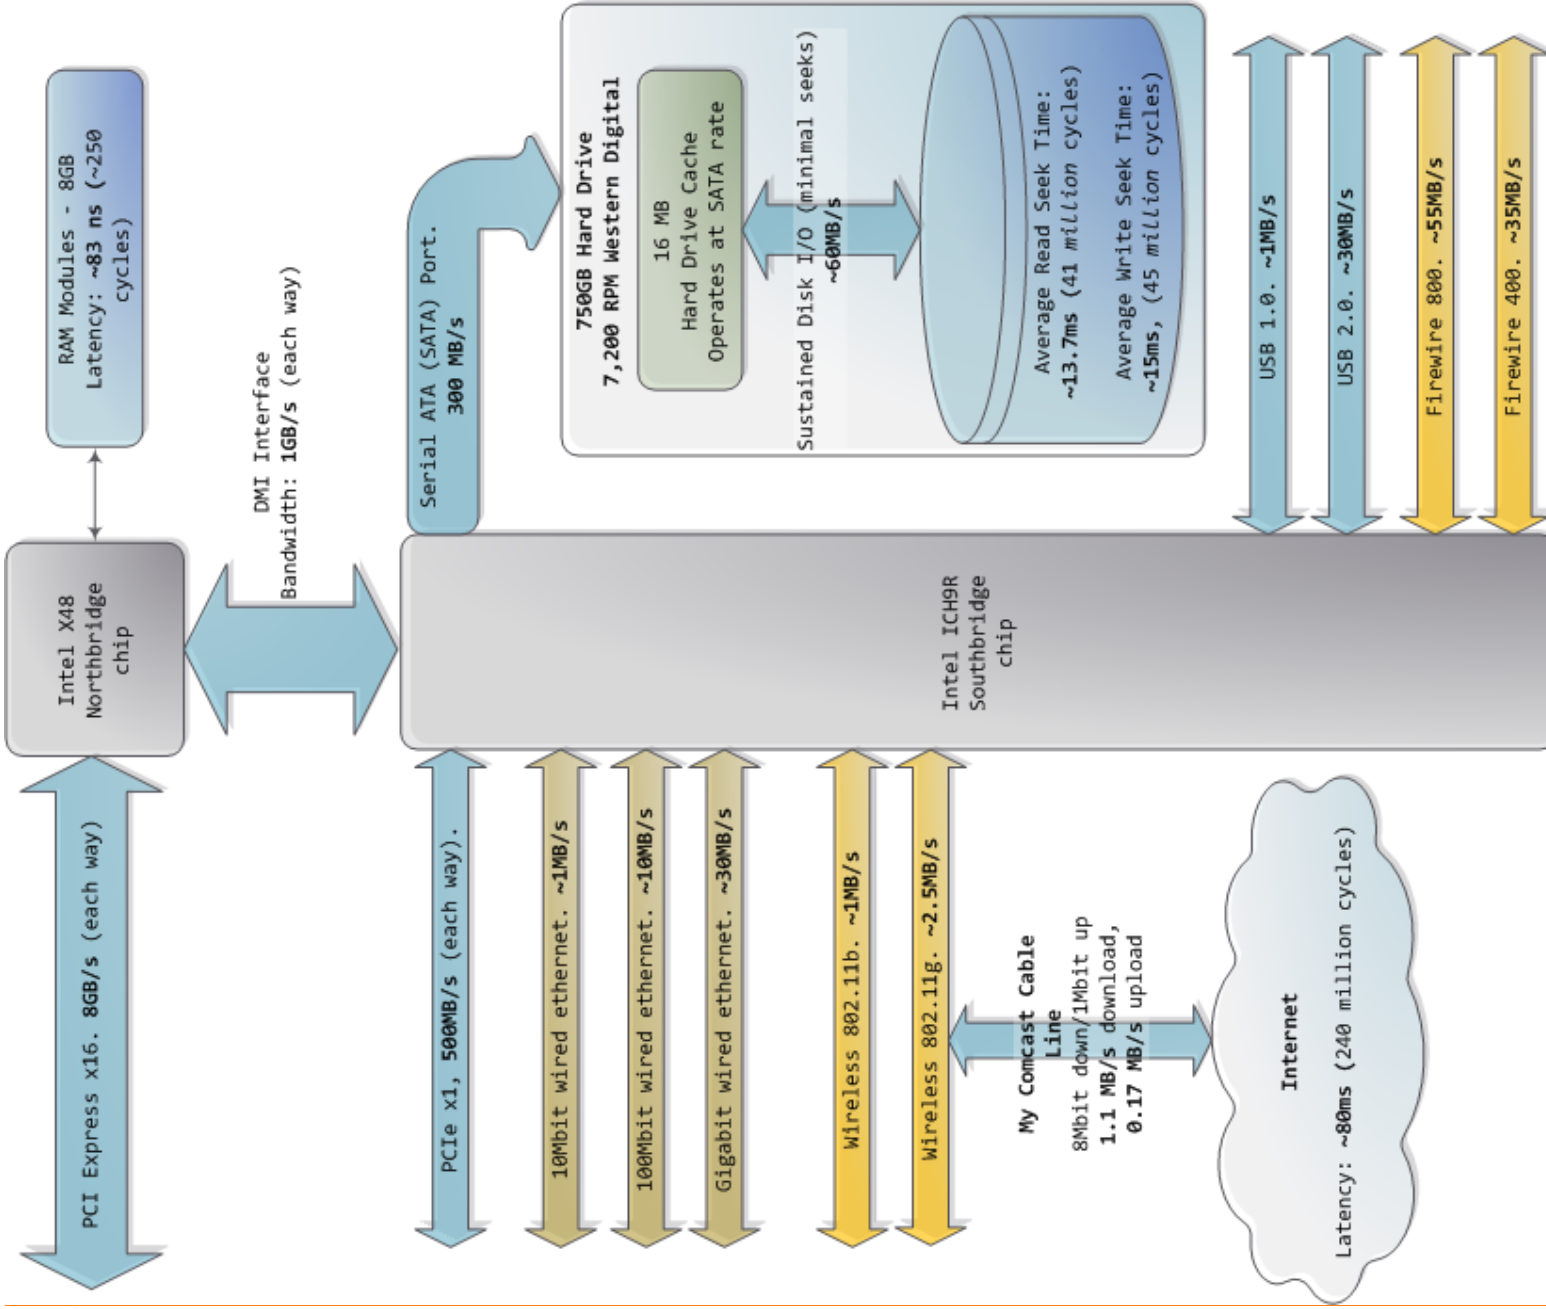 PCI Express x16. 8GB/s (each way)
Intel X48
Northbridge
chip
RAM Modules - 8GB
Latency: ~83 ns (~250
cycles)
DMI Interface
Bandwidth: 1GB/s (each way)
Serial ATA (SATA) Port.
300 MB/s
750GB Hard Drive
7,200 RPM Western Digital
16 MB
Hard Drive Cache
Operates at SATA rate
Sustained Disk I/O (minimal seeks)
~60MB/s
Average Read Seek Time:
~13.7ms (41 million cycles)
Average Write Seek Time:
~15ms, (45 million cycles)
Intel ICH9R
Southbridge
chip
PCIe x1, 500MB/s (each way).
10Mbit wired ethernet. ~1MB/s
100Mbit wired ethernet. ~10MB/s
Gigabit wired ethernet. ~30MB/s
Wireless 802.11b. ~1MB/s
Wireless 802.11g. ~2.5MB/s
My Comcast Cable
Line
8Mbit down/1Mbit up
1.1 MB/s download,
0.17 MB/s upload
Internet
Latency: ~80ms (240 million cycles)
USB 1.0. ~1MB/s
USB 2.0. ~30MB/s
Firewire 800. ~55MB/s
Firewire 400. ~35MB/s